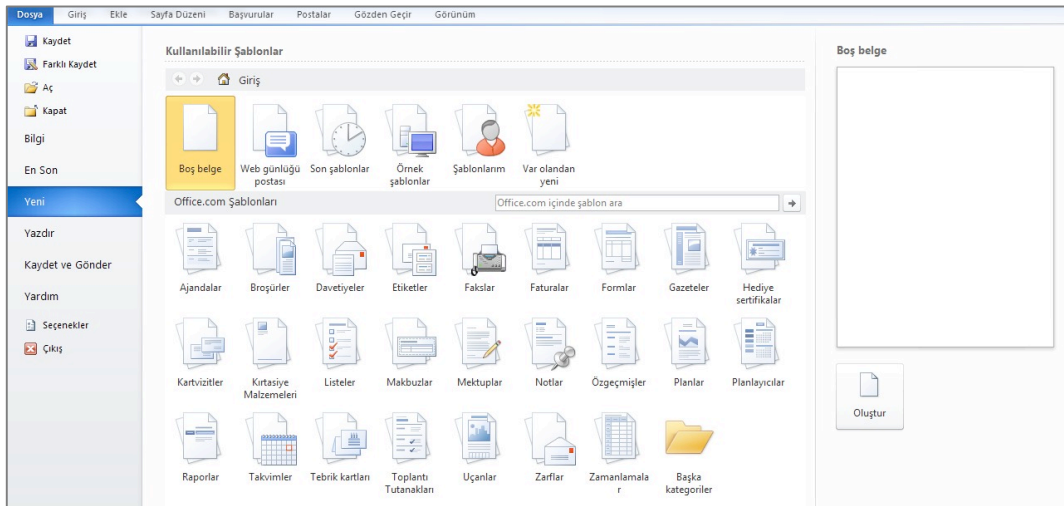 Dosya Giriş Ekle Sayfa Düzeni Başvurular Postalar Gözden Geçir Görünüm
Kaydet
Farklı Kaydet
Aç
Kapat
Bilgi
En Son
Yeni
Yazdır
Kaydet ve Gönder
Yardım
Seçenekler
Çıkış
Kullanılabilir Şablonlar
Giriş
Boş belge Web günlüğü Son şablonlar Örnek Şablonlarım Var olandan
postası şablonlar yeni
Office.com Şablonları Office.com içinde şablon ara
Ajandalar Broşürler Davetiyeler Etiketler Fakslar Faturalar Formlar Gazeteler Hediye
sertifikalar
Kartvizitler Kırtasiye Listeler Makbuzlar Mektuplar Notlar Özgeçmişler Planlar Planlayıcılar
Malzemeleri
Raporlar Takvimler Tebrik kartları Toplantı Uçanlar Zarflar Zamanlamala Başka
Tutanakları r kategoriler
Boş belge
Oluştur